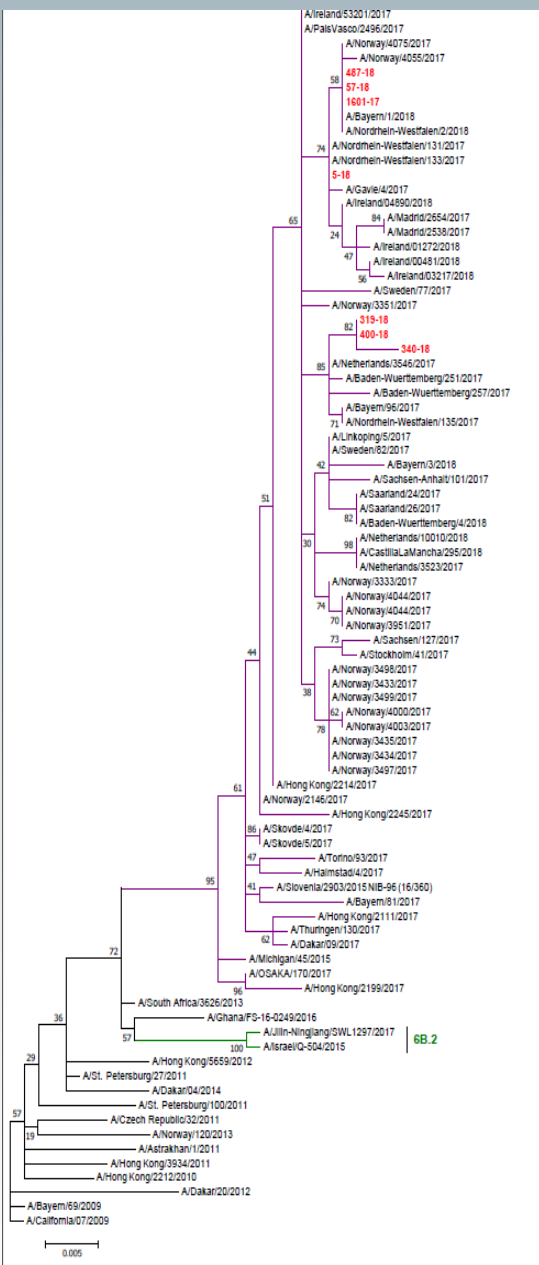 A/Ireland/53201/2017
A/PaisVasco/2496/2017
A/Norway/4075/2017
A/Norway/4055/2017
487-18
58
57-18
1601-17
A/Bayern/1/2018
A/Nordrhein-Westfalen/2/2018
A/Nordrhein-Westfalen/131/2017
74
A/Nordrhein-Westfalen/133/2017
5-18
A/Gavle/4/2017
A/Ireland/04890/2018
84
A/Madrid/2654/2017
65
A/Madrid/2538/2017
24
A/Ireland/01272/2018
47
A/Ireland/00481/2018
56
A/Ireland/03217/2018
A/Sweden/77/2017
A/Norway/3351/2017
319-18
82
400-18
340-18
85
A/Netherlands/3546/2017
A/Baden-Wuerttemberg/251/2017
A/Baden-Wuerttemberg/257/2017
A/Bayern/96/2017
71
A/Nordrhein-Westfalen/135/2017
A/Linkoping/5/2017
A/Sweden/82/2017
42
A/Bayern/3/2018
A/Sachsen-Anhalt/101/2017
51
A/Saarland/24/2017
A/Saarland/26/2017
82
A/Baden-Wuerttemberg/4/2018
A/Netherlands/10010/2018
30
98
A/CastillaLaMancha/295/2018
A/Netherlands/3523/2017
A/Norway/3333/2017
A/Norway/4044/2017
74
A/Norway/4044/2017
70
A/Norway/3951/2017
73
A/Sachsen/127/2017
44
A/Stockholm/41/2017
A/Norway/3498/2017
A/Norway/3433/2017
38
A/Norway/3499/2017
62
A/Norway/4000/2017
A/Norway/4003/2017
78
A/Norway/3435/2017
A/Norway/3434/2017
A/Norway/3497/2017
A/Hong Kong/2214/2017
61
A/Norway/2146/2017
A/Hong Kong/2245/2017
86
A/Skovde/4/2017
A/Skovde/5/2017
47
A/Torino/93/2017
A/Halmstad/4/2017
95
41
A/Slovenia/2903/2015 NIB-96 (16/360)
A/Bayern/81/2017
A/Hong Kong/2111/2017
A/Thuringen/130/2017
62
A/Dakar/09/2017
72
A/Michigan/45/2015
A/OSAKA/170/2017
96
A/Hong Kong/2199/2017
A/South Africa/3626/2013
36
A/Ghana/FS-16-0249/2016
57
A/Jilin-Ningjiang/SWL1297/2017
6B.2
100
A/Israel/Q-504/2015
29
A/Hong Kong/5659/2012
A/St. Petersburg/27/2011
A/Dakar/04/2014
A/St. Petersburg/100/2011
57
A/Czech Republic/32/2011
19
A/Norway/120/2013
A/Astrakhan/1/2011
A/Hong Kong/3934/2011
A/Hong Kong/2212/2010
A/Dakar/20/2012
A/Bayern/69/2009
A/California/07/2009
0.005